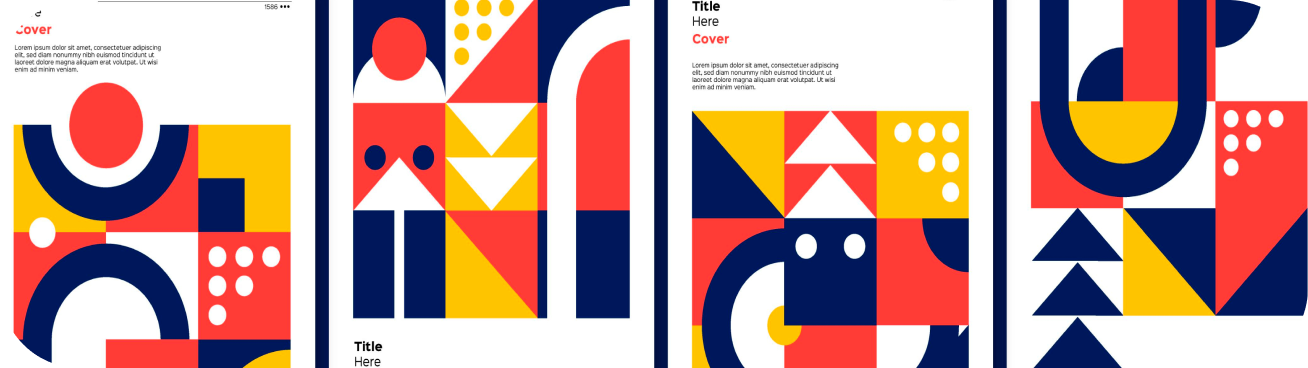 1586
Cover
Lorem ipsum dolor sit amet, consectetuer adipiscing
elit, sed diam nonummy nibh euismod tincidunt ut
laoreet dolore magna aliquam erat volutpat. Ut wisi
enim ad minim veniam.
Title
Here
Title
Here
Cover
Lorem ipsum dolor sit amet, consectetuer adipiscing
elit, sed diam nonummy nibh euismod tincidunt ut
laoreet dolore magna aliquam erat volutpat. Ut wisi
enim ad minim veniam.